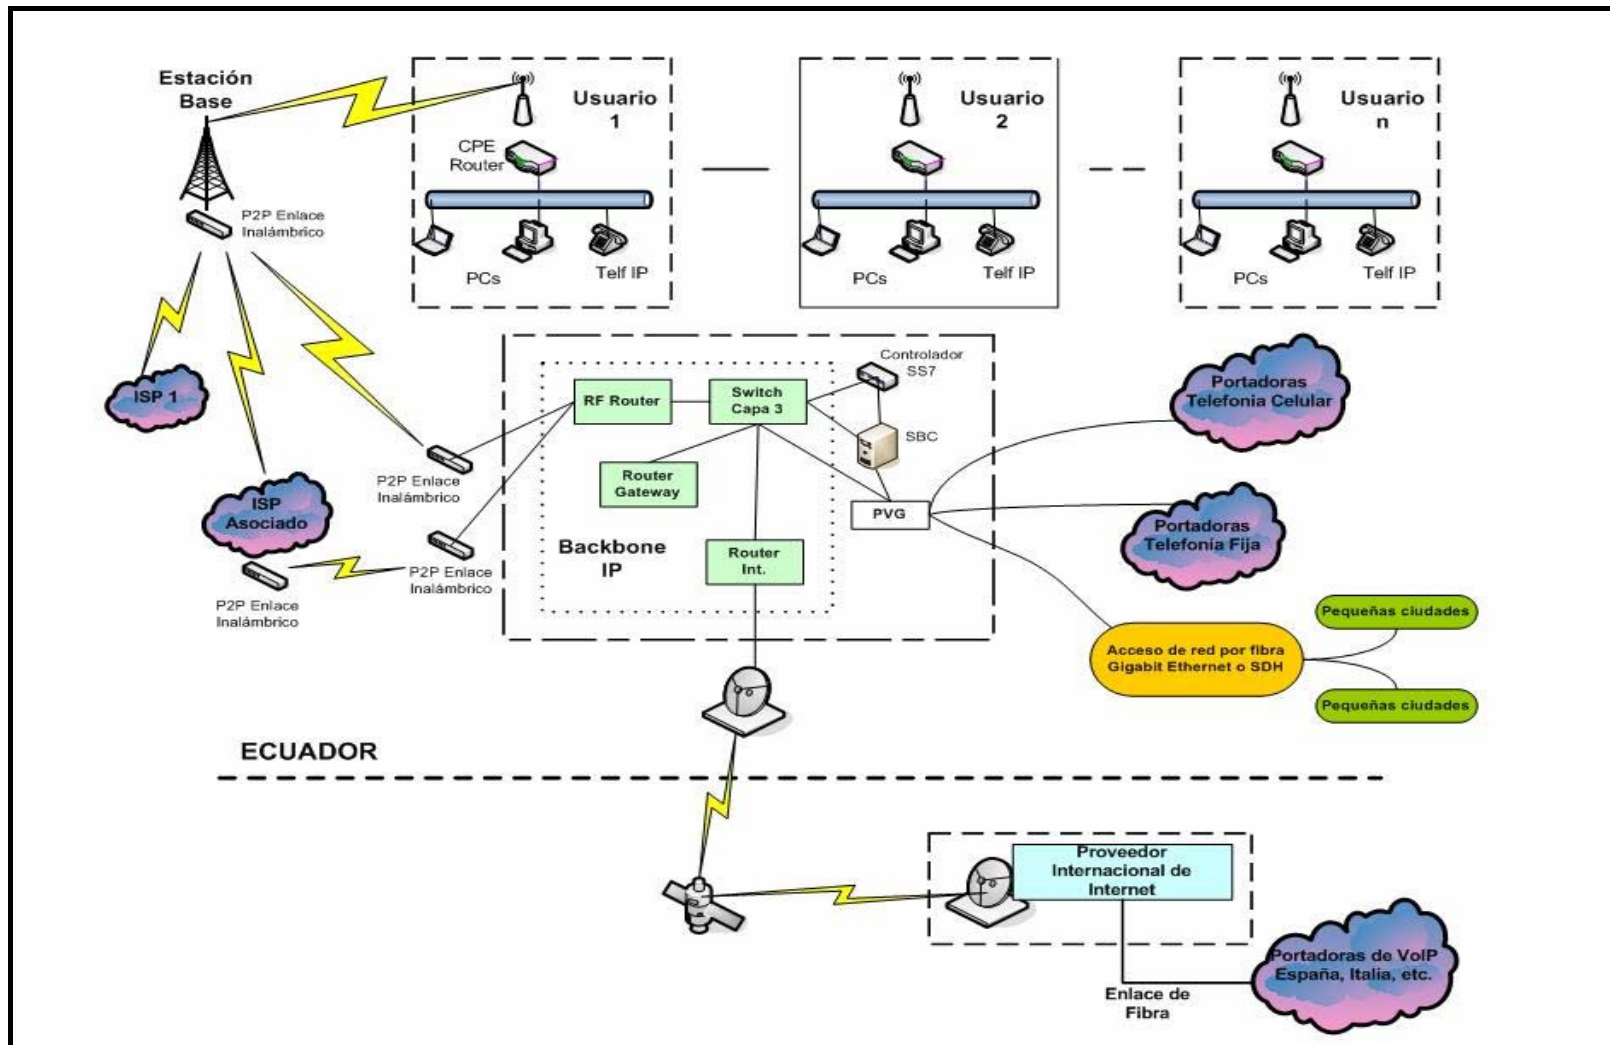 Estación
Base
P2P Enlace
Inalámbrico
Usuario
1
CPE
Router
PCs
Telf IP
Usuario
2
PCs
Telf IP
Usuario
n
PCs
Telf IP
ISP 1
ISP
Asociado
P2P Enlace
Inalámbrico
P2P Enlace
Inalámbrico
P2P Enlace
Inalámbrico
RF Router
Switch
Capa 3
Controlador
SS7
SBC
Router
Gateway
PVG
Backbone
IP
Router
Int.
Portadoras
Telefonia Celular
Portadoras
Telefonía Fija
Acceso de red por fibra
Gigabit Ethernet o SDH
Pequeñas ciudades
Pequeñas ciudades
ECUADOR
Proveedor
Internacional de
Internet
Enlace de
Fibra
Portadoras de VoIP
España, Italia, etc.